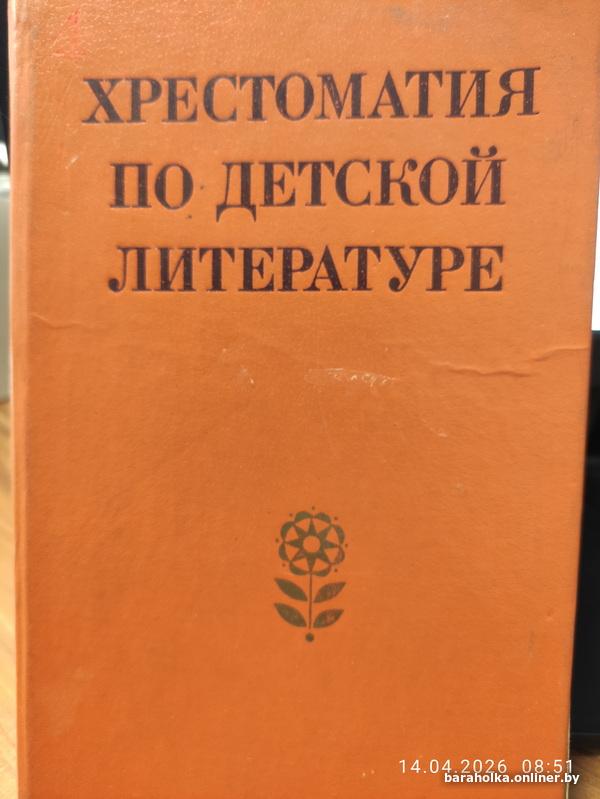 ХРЕСТОМАТИЯ
ПО ДЕТСКОЙ
ЛИТЕРАТУРЕ
14.04.2026 08:51
baraholka.onliner.by